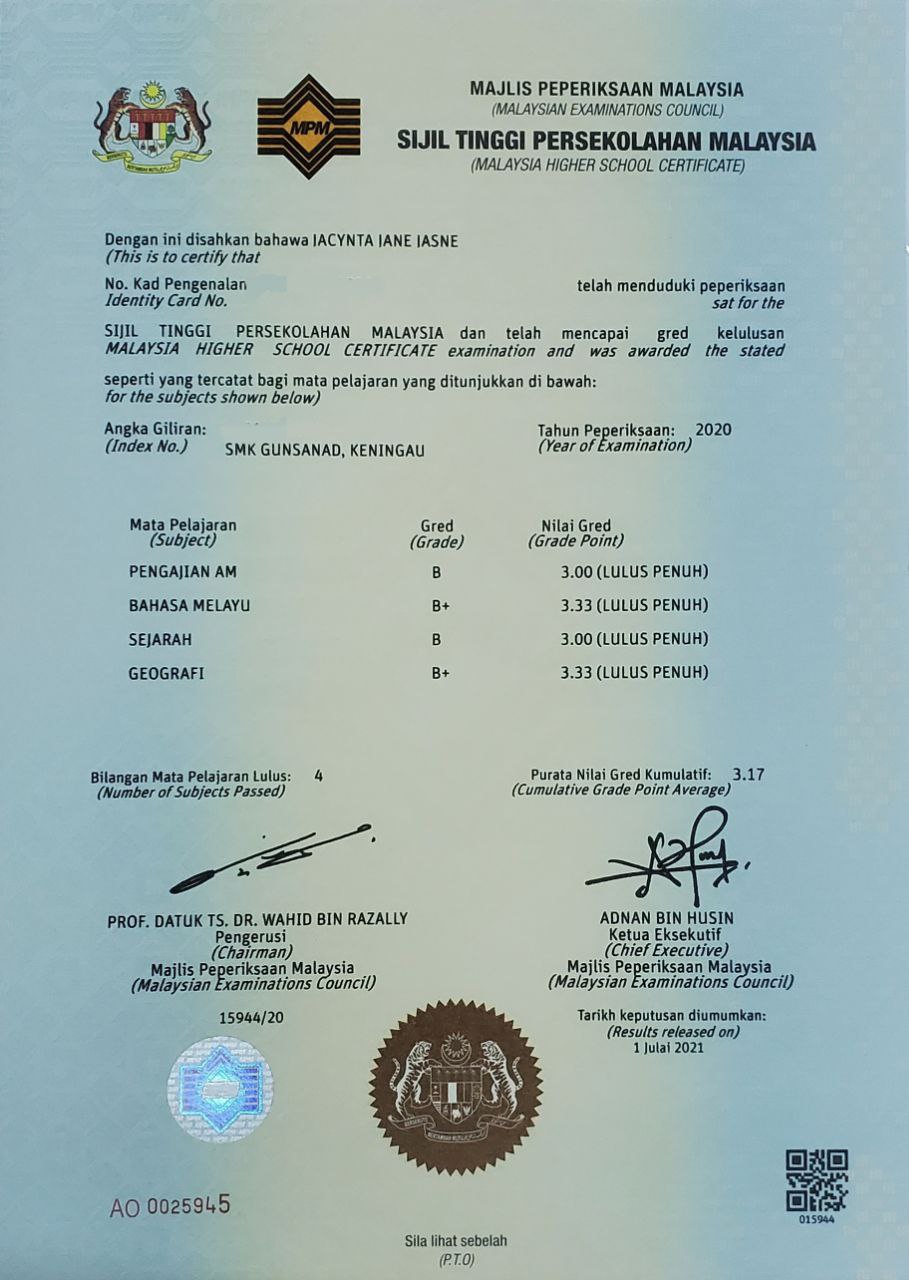 MPM
MAJLIS PEPERIKSAAN MALAYSIA
(MALAYSIAN EXAMINATIONS COUNCIL)
SIJIL TINGGI PERSEKOLAHAN MALAYSIA
(MALAYSIA HIGHER SCHOOL CERTIFICATE)
Dengan ini disahkan bahawa JACYNTA JANE JASNE
(This is to certify that
No. Kad Pengenalan telah menduduki peperiksaan
Identity Card No. sat for the
SIJIL TINGGI PERSEKOLAHAN MALAYSIA dan telah mencapai gred kelulusan
MALAYSIA HIGHER SCHOOL CERTIFICATE examination and was awarded the stated
seperti yang tercatat bagi mata pelajaran yang ditunjukkan di bawah:
for the subjects shown below)
Angka Giliran: Tahun Peperiksaan: 2020
(Index No.) SMK GUNSANAD, KENINGAU (Year of Examination)
Mata Pelajaran Gred Nilai Gred
(Subject) (Grade) (Grade Point)
PENGAJIAN AM B 3.00 (LULUS PENUH)
BAHASA MELAYU B+ 3.33 (LULUS PENUH)
SEJARAH B 3.00 (LULUS PENUH)
GEOGRAFI B+ 3.33 (LULUS PENUH)
Bilangan Mata Pelajaran Lulus: 4 Purata Nilai Gred Kumulatif: 3.17
(Number of Subjects Passed) (Cumulative Grade Point Average)
PROF. DATUK TS. DR. WAHID BIN RAZALLY ADNAN BIN HUSIN
Pengerusi Ketua Eksekutif
(Chairman) (Chief Executive)
Majlis Peperiksaan Malaysia Majlis Peperiksaan Malaysia
(Malaysian Examinations Council) (Malaysian Examinations Council)
15944/20 Tarikh keputusan diumumkan:
(Results released on)
1 Julai 2021
AO 0025945
015944
Sila lihat sebelah
(P.T.O)